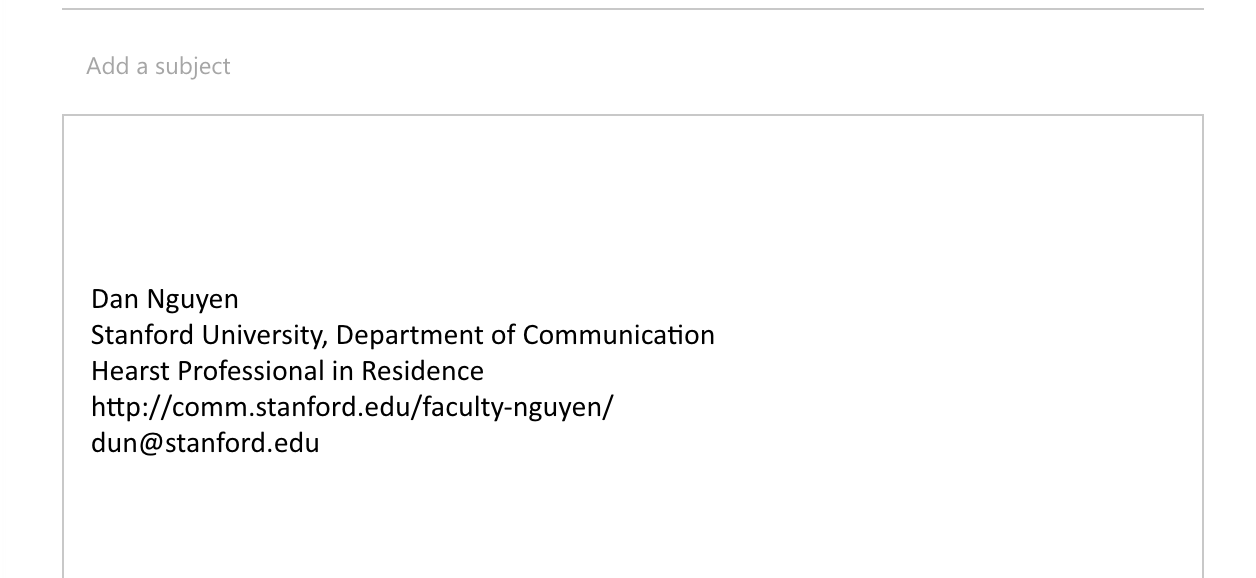 Add a subject
Dan Nguyen
Stanford University, Department of Communication
Hearst Professional in Residence
http://comm.stanford.edu/faculty-nguyen/
dun@stanford.edu